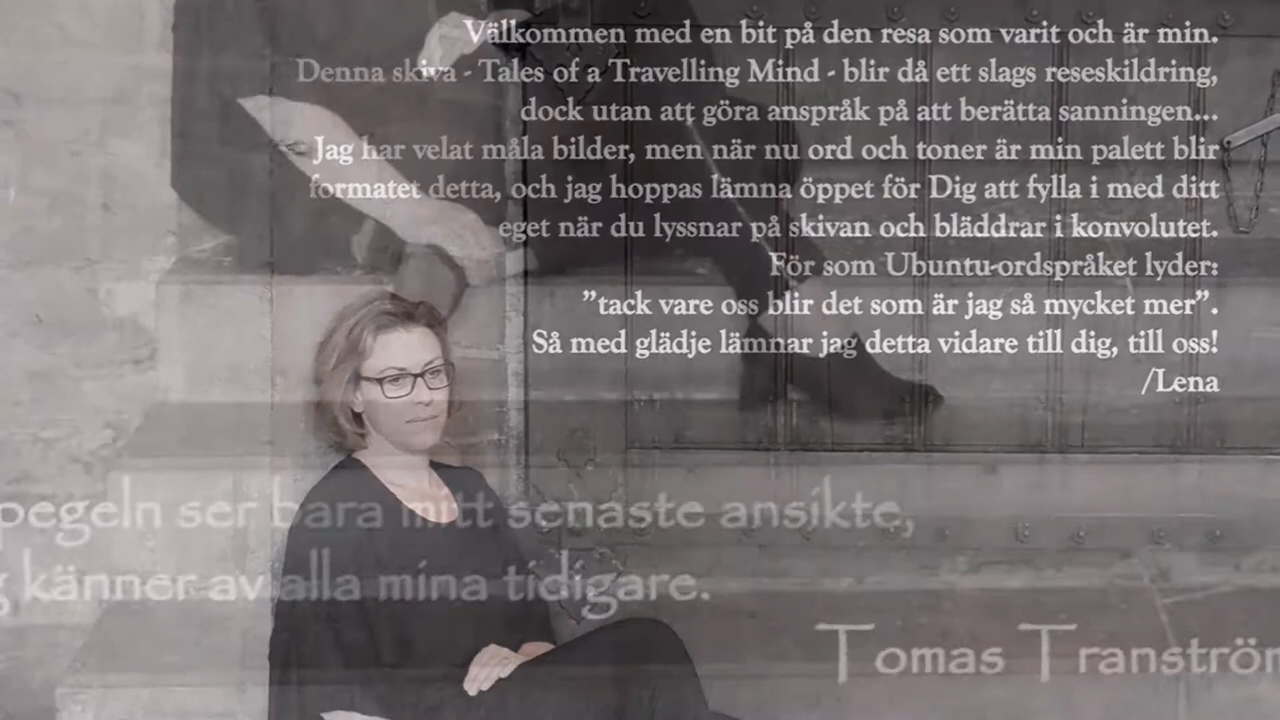 Välkommen med en bit på den resa som varit och är min.
Denna skiva - Tales of a Travelling Mind - blir då ett slags reseskildring,
dock utan att göra anspråk på att berätta sanningen...
Jag har velat måla bilder, men när nu ord och toner är min palett blir
formatet detta, och jag hoppas lämna öppet för Dig att fylla i med ditt
eget när du lyssnar på skivan och bläddrar i konvolutet.
För som Ubuntu-ordspråket lyder:
”tack vare oss blir det som är jag så mycket mer”.
Så med glädje lämnar jag detta vidare till dig, till oss!
/Lena
pegeln ser bara mitt senaste ansikte,
g känner av alla mina tidigare.
Tomas Tranströ